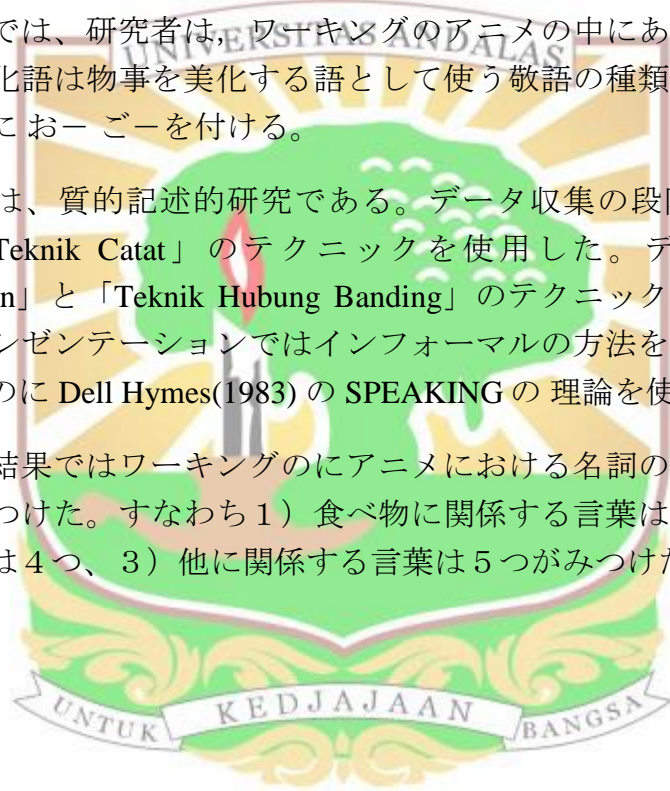 では、研究者は, ワーキングのアニメの中にあ
UNIVERSITAS ANDALAS
化語は物事を美化する語として使う敬語の種類
に お－ ご－を付ける。
は、質的記述的研究である。データ収集の段
Teknik Catat」のテクニックを使用した。デ
n」と「Teknik Hubung Banding」のテクニック
ンゼンテーションではインフォーマルの方法を
のに Dell Hymes(1983) の SPEAKING の 理論を使
結果ではワーキングのにアニメにおける名詞の
つけた。すなわち１）食べ物に関係する言葉は
は４つ、３）他に関係する言葉は５つがみつけた
UNTUK KEDJAJAAN BANGSA